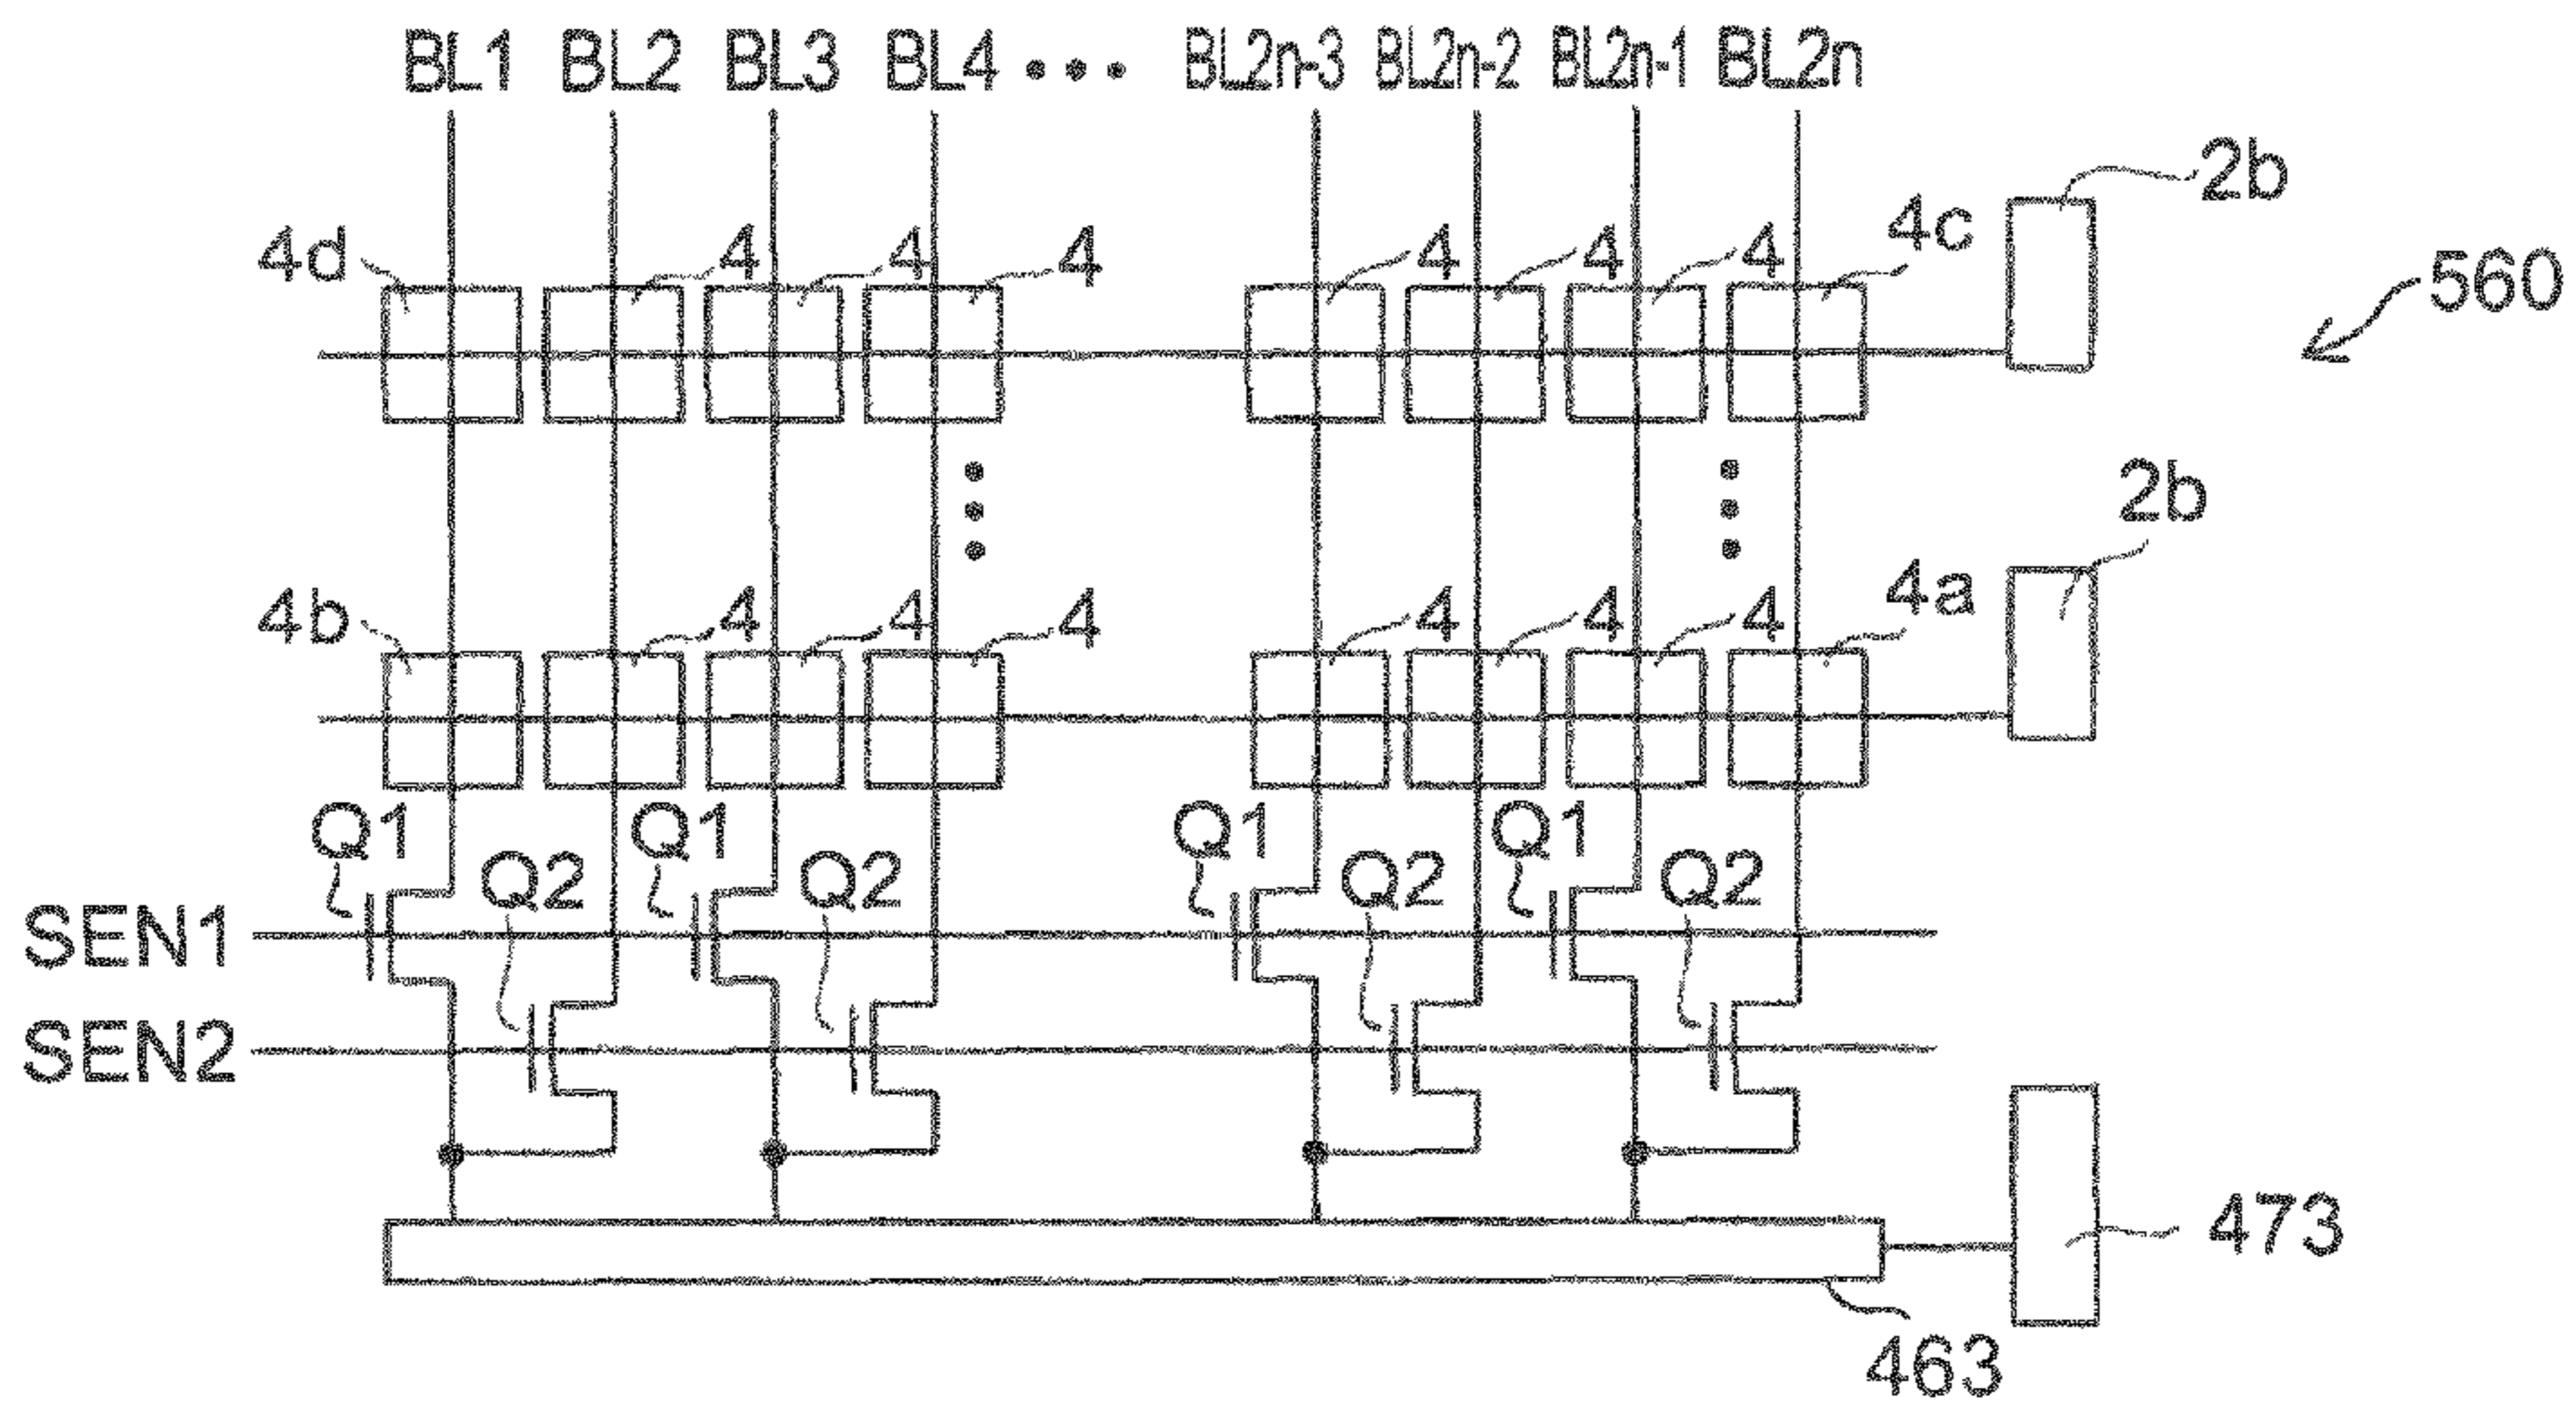 BL1 BL2 BL3 BL4 ••• BL2n-3 BL2n-2 BL2n-1 BL2n
2b
4d 4 4 4 4 4 4 4c
560
2b
4b 4 4 4 4 4 4 4a
Q1 Q1 Q1 Q1
Q2 Q2 Q2 Q2
SEN1
SEN2
473
463